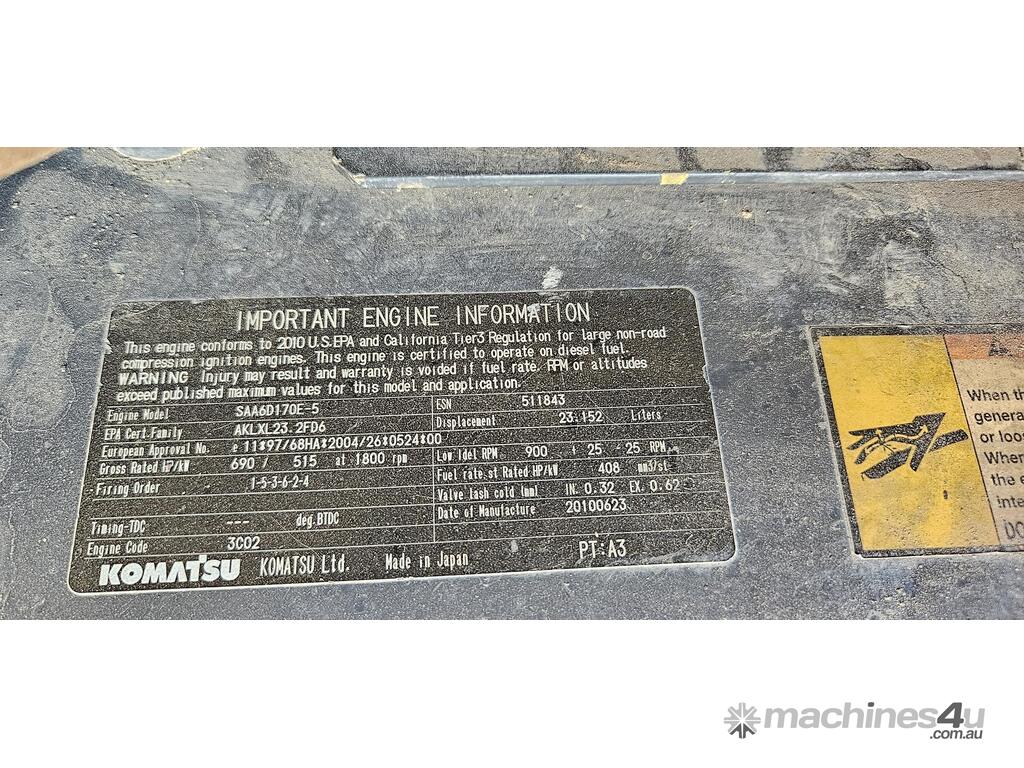 IMPORTANT ENGINE INFORMATION
This engine conforms to 2010 U.S.EPA and California Tier3 Regulation for large non-road
compression ignition engines. This engine is certified to operate on diesel fuel.
WARNING Injury may result and warranty is voided if fuel rate. RPM or altitudes
exceed published maximum values for this model and application.
Engine Model SAA6D170E-5 ESN 511843
EPA Cert.Family AKLXL23.2FD6 Displacement 23.152 Liters
European Approval No. e 11*97/68HA*2004/26*0524*00 Low Idel RPM 900 ± 25 25 RPM
Gross Rated HP/kW 690 / 515 at 1800 rpm Fuel rate st Rated HP/kW 408 mm3/st
Firing Order 1-5-3-6-2-4 Valve lash cold (mm) IN. 0.32 EX. 0.62
Timing-TDC --- deg.BTDC Date of Manufacture 20100623
Engine Code 3C02
KOMATSU KOMATSU Ltd. Made in Japan PT:A3
When th
genera
or loos
Wher
the e
inte
DO
machines4u
.com.au